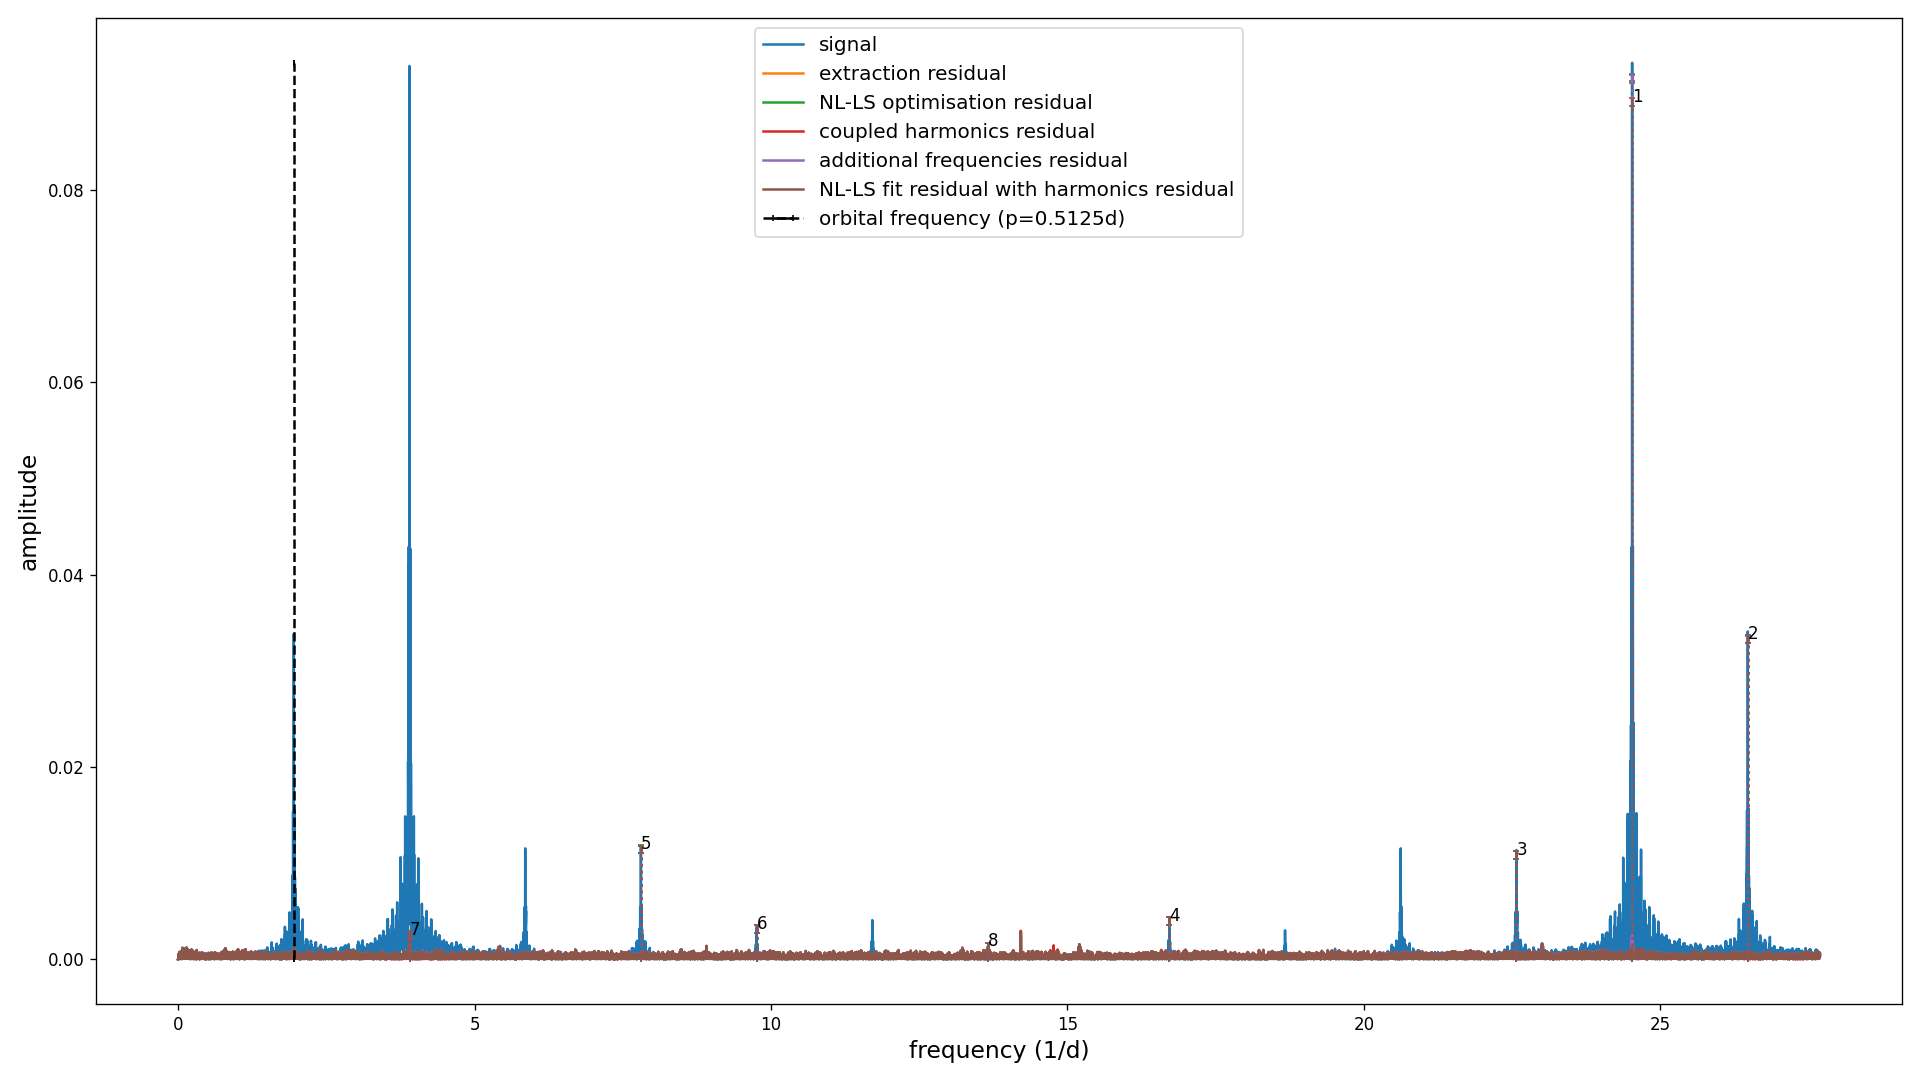 signal
extraction residual
NL-LS optimisation residual
coupled harmonics residual
additional frequencies residual
NL-LS fit residual with harmonics residual
orbital frequency (p=0.5125d)
amplitude
0.08
0.06
0.04
0.02
0.00
1
2
3
4
5
6
7
8
0
5
10
15
20
25
frequency (1/d)